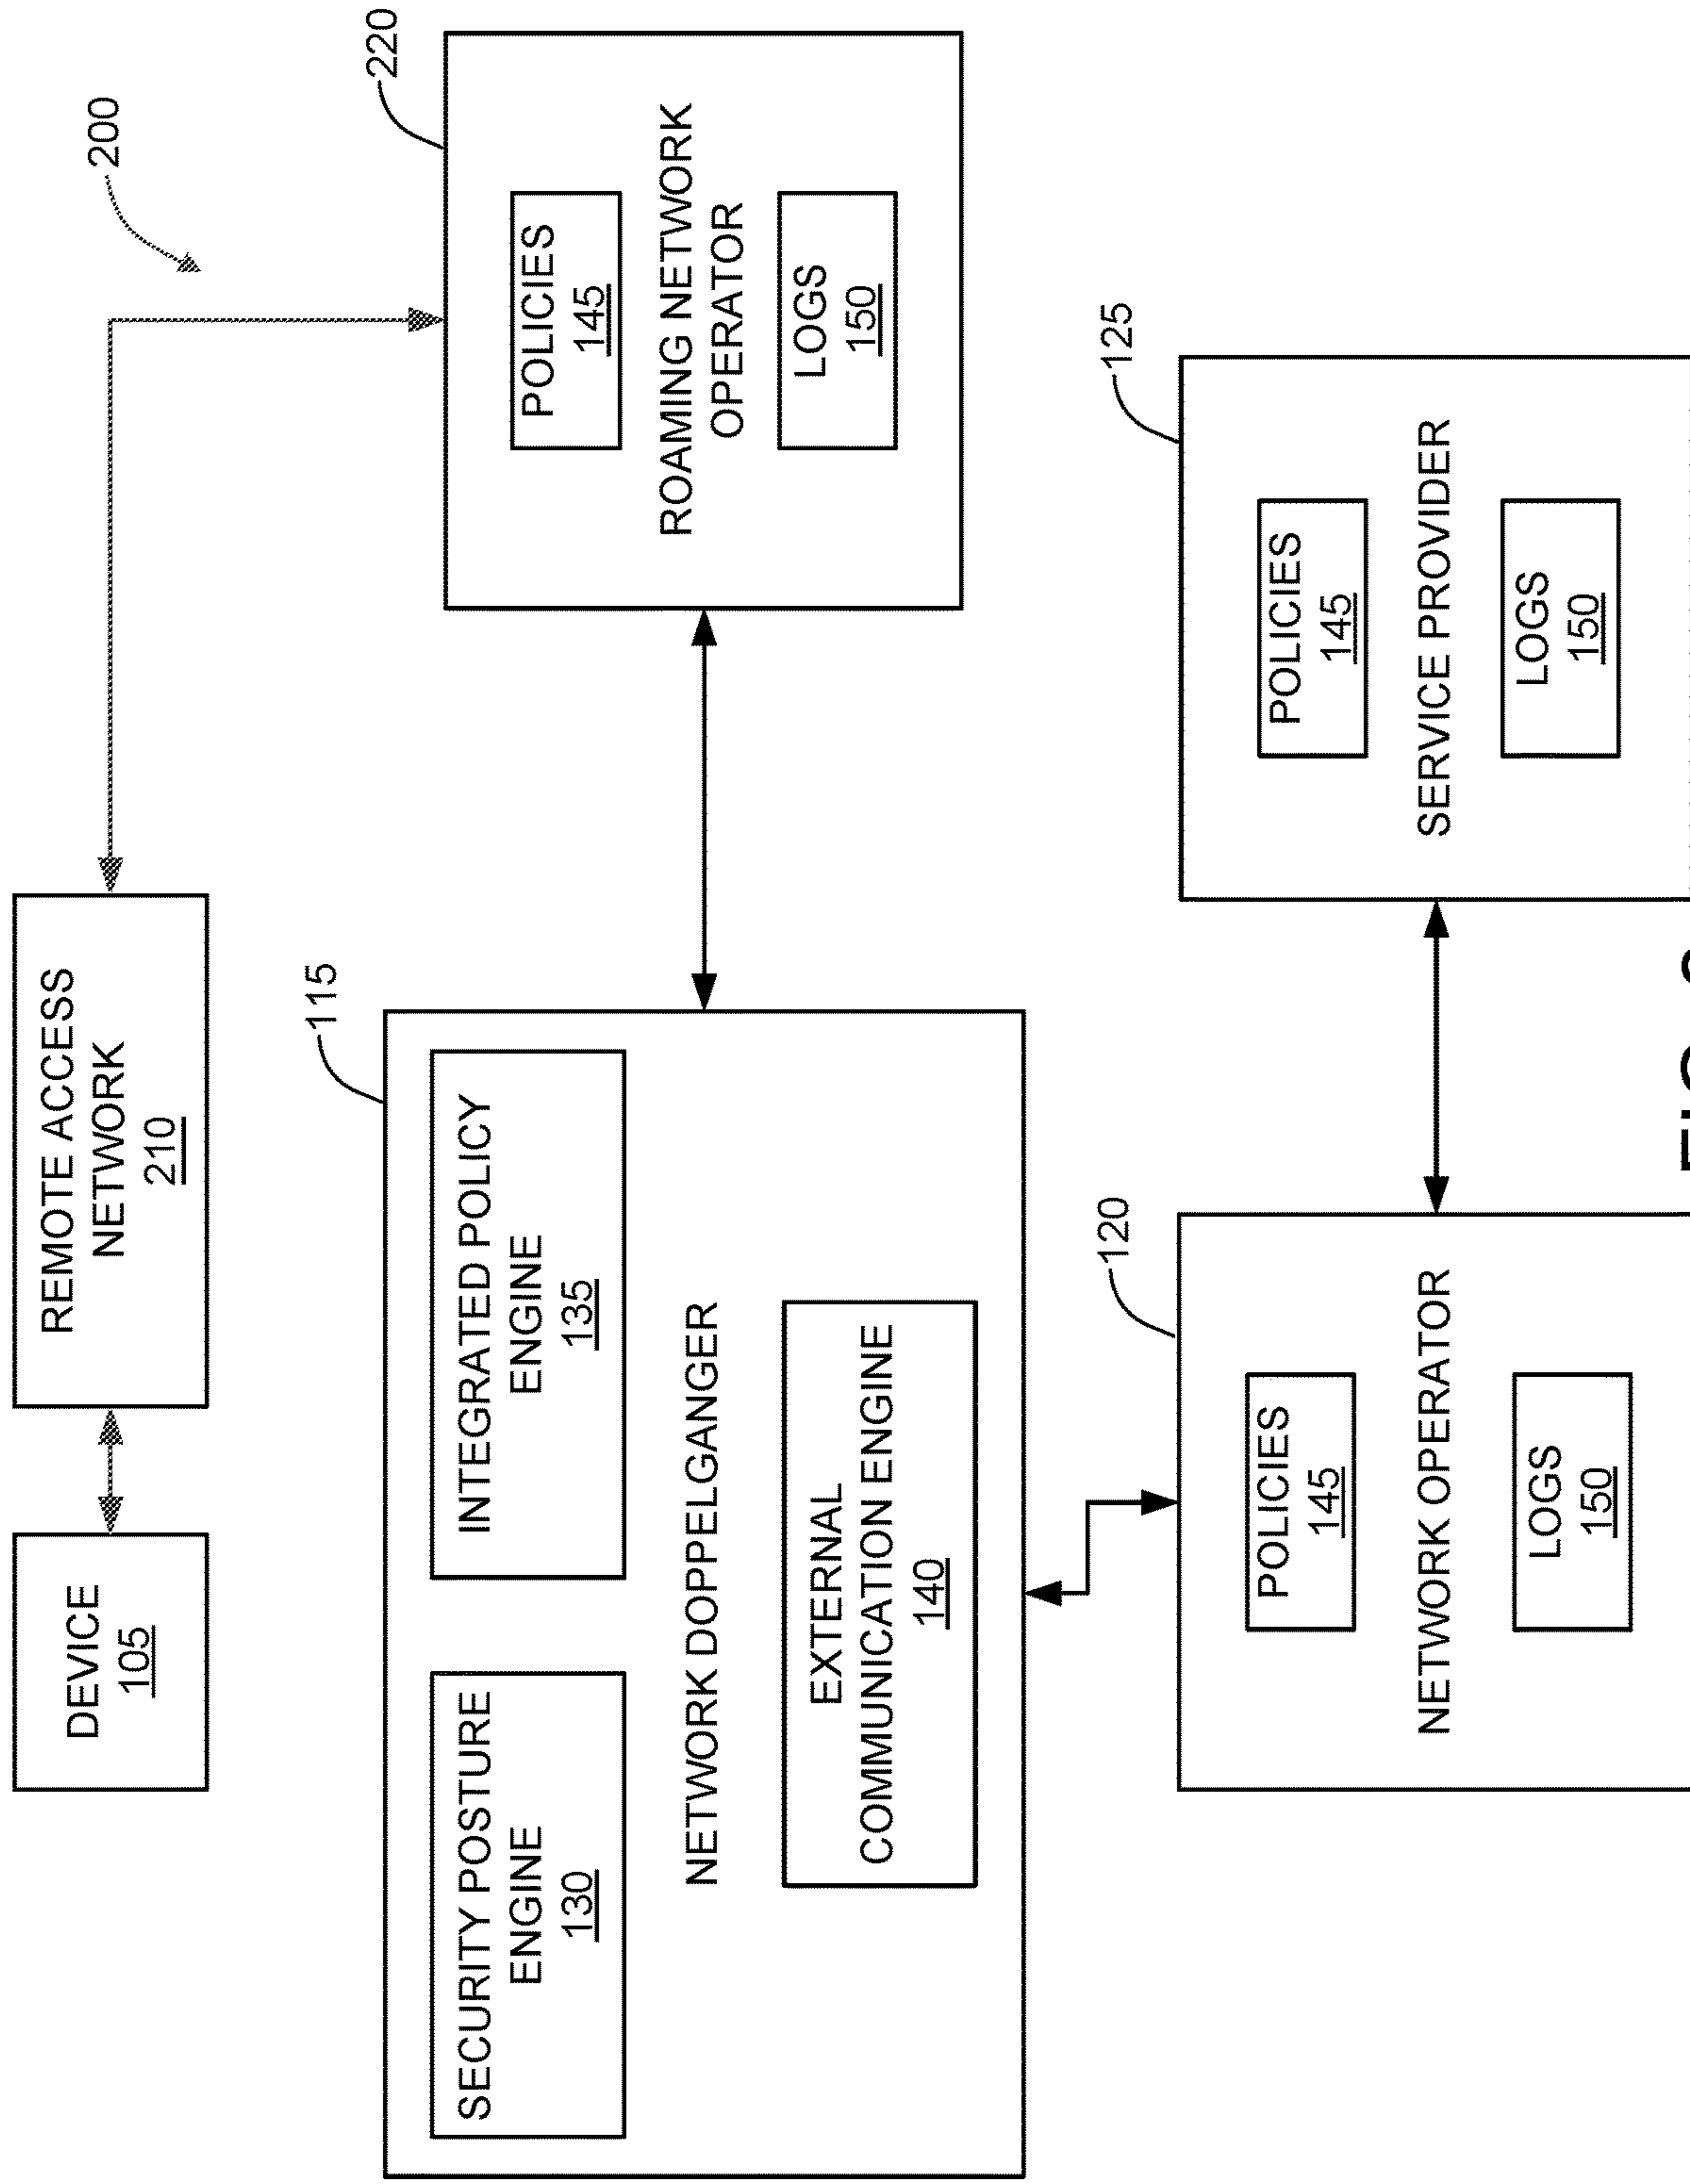 DEVICE
105
REMOTE ACCESS
NETWORK
210
200
115
SECURITY POSTURE
ENGINE
130
INTEGRATED POLICY
ENGINE
135
NETWORK DOPPELGANGER
EXTERNAL
COMMUNICATION ENGINE
140
220
POLICIES
145
ROAMING NETWORK
OPERATOR
LOGS
150
120
POLICIES
145
NETWORK OPERATOR
LOGS
150
125
POLICIES
145
SERVICE PROVIDER
LOGS
150
FIG.